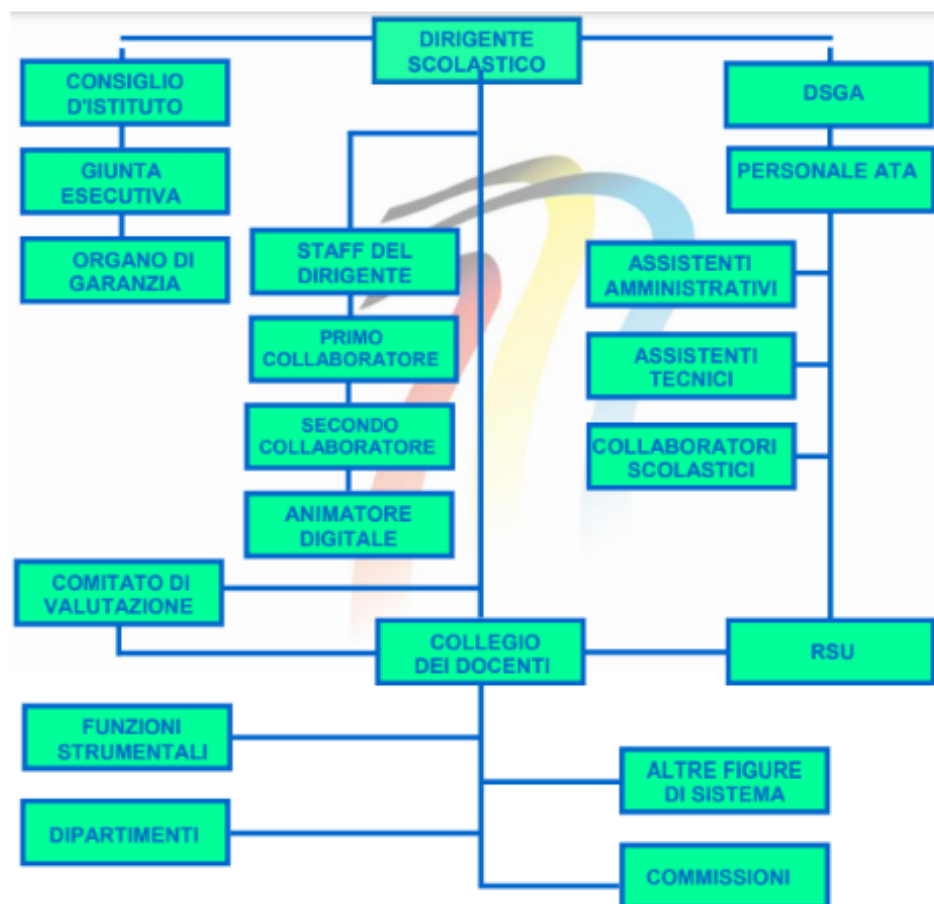 DIRIGENTE
SCOLASTICO
CONSIGLIO
D'ISTITUTO
DSGA
GIUNTA
ESECUTIVA
PERSONALE ATA
ORGANO DI
GARANZIA
STAFF DEL
DIRIGENTE
ASSISTENTI
AMMINISTRATIVI
PRIMO
COLLABORATORE
ASSISTENTI
TECNICI
SECONDO
COLLABORATORE
COLLABORATORI
SCOLASTICI
ANIMATORE
DIGITALE
COMITATO DI
VALUTAZIONE
COLLEGIO
DEI DOCENTI
RSU
FUNZIONI
STRUMENTALI
ALTRE FIGURE
DI SISTEMA
DIPARTIMENTI
COMMISSIONI